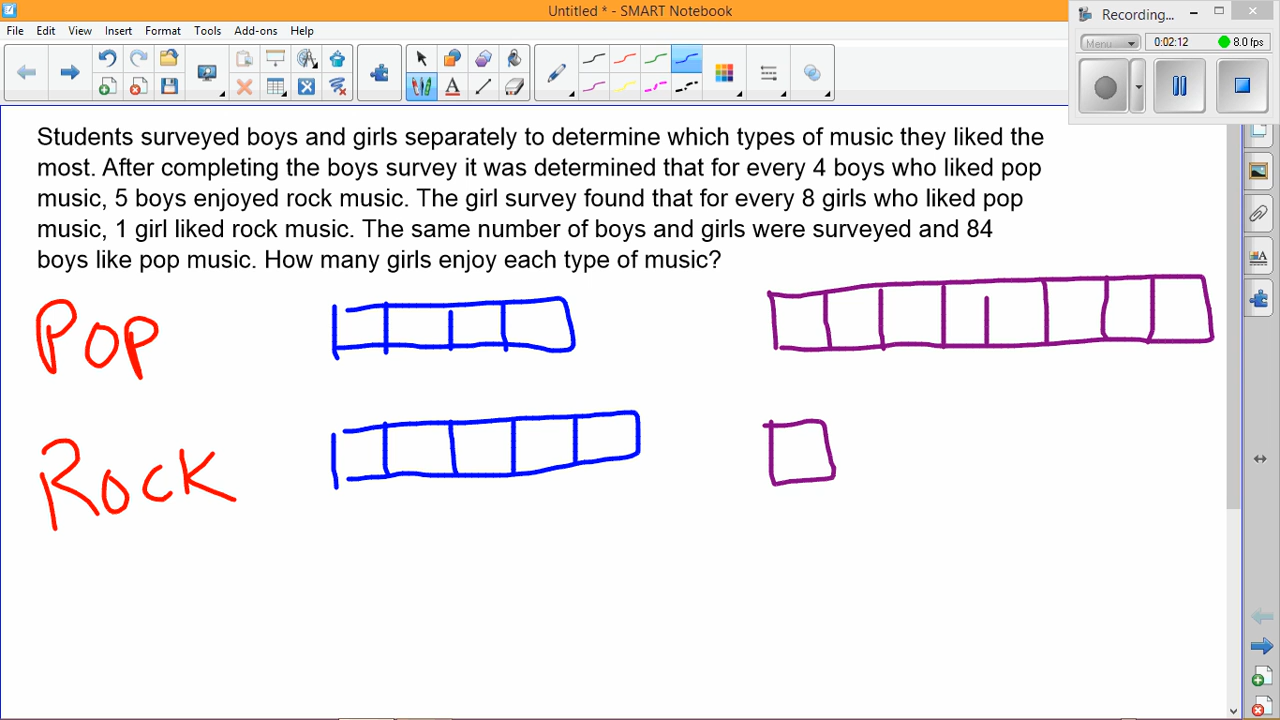 Untitled * - SMART Notebook
Recording...
File Edit View Insert Format Tools Add-ons Help
Menu
0:02:12
8.0 fps
Students surveyed boys and girls separately to determine which types of music they liked the
most. After completing the boys survey it was determined that for every 4 boys who liked pop
music, 5 boys enjoyed rock music. The girl survey found that for every 8 girls who liked pop
music, 1 girl liked rock music. The same number of boys and girls were surveyed and 84
boys like pop music. How many girls enjoy each type of music?
Pop
Rock